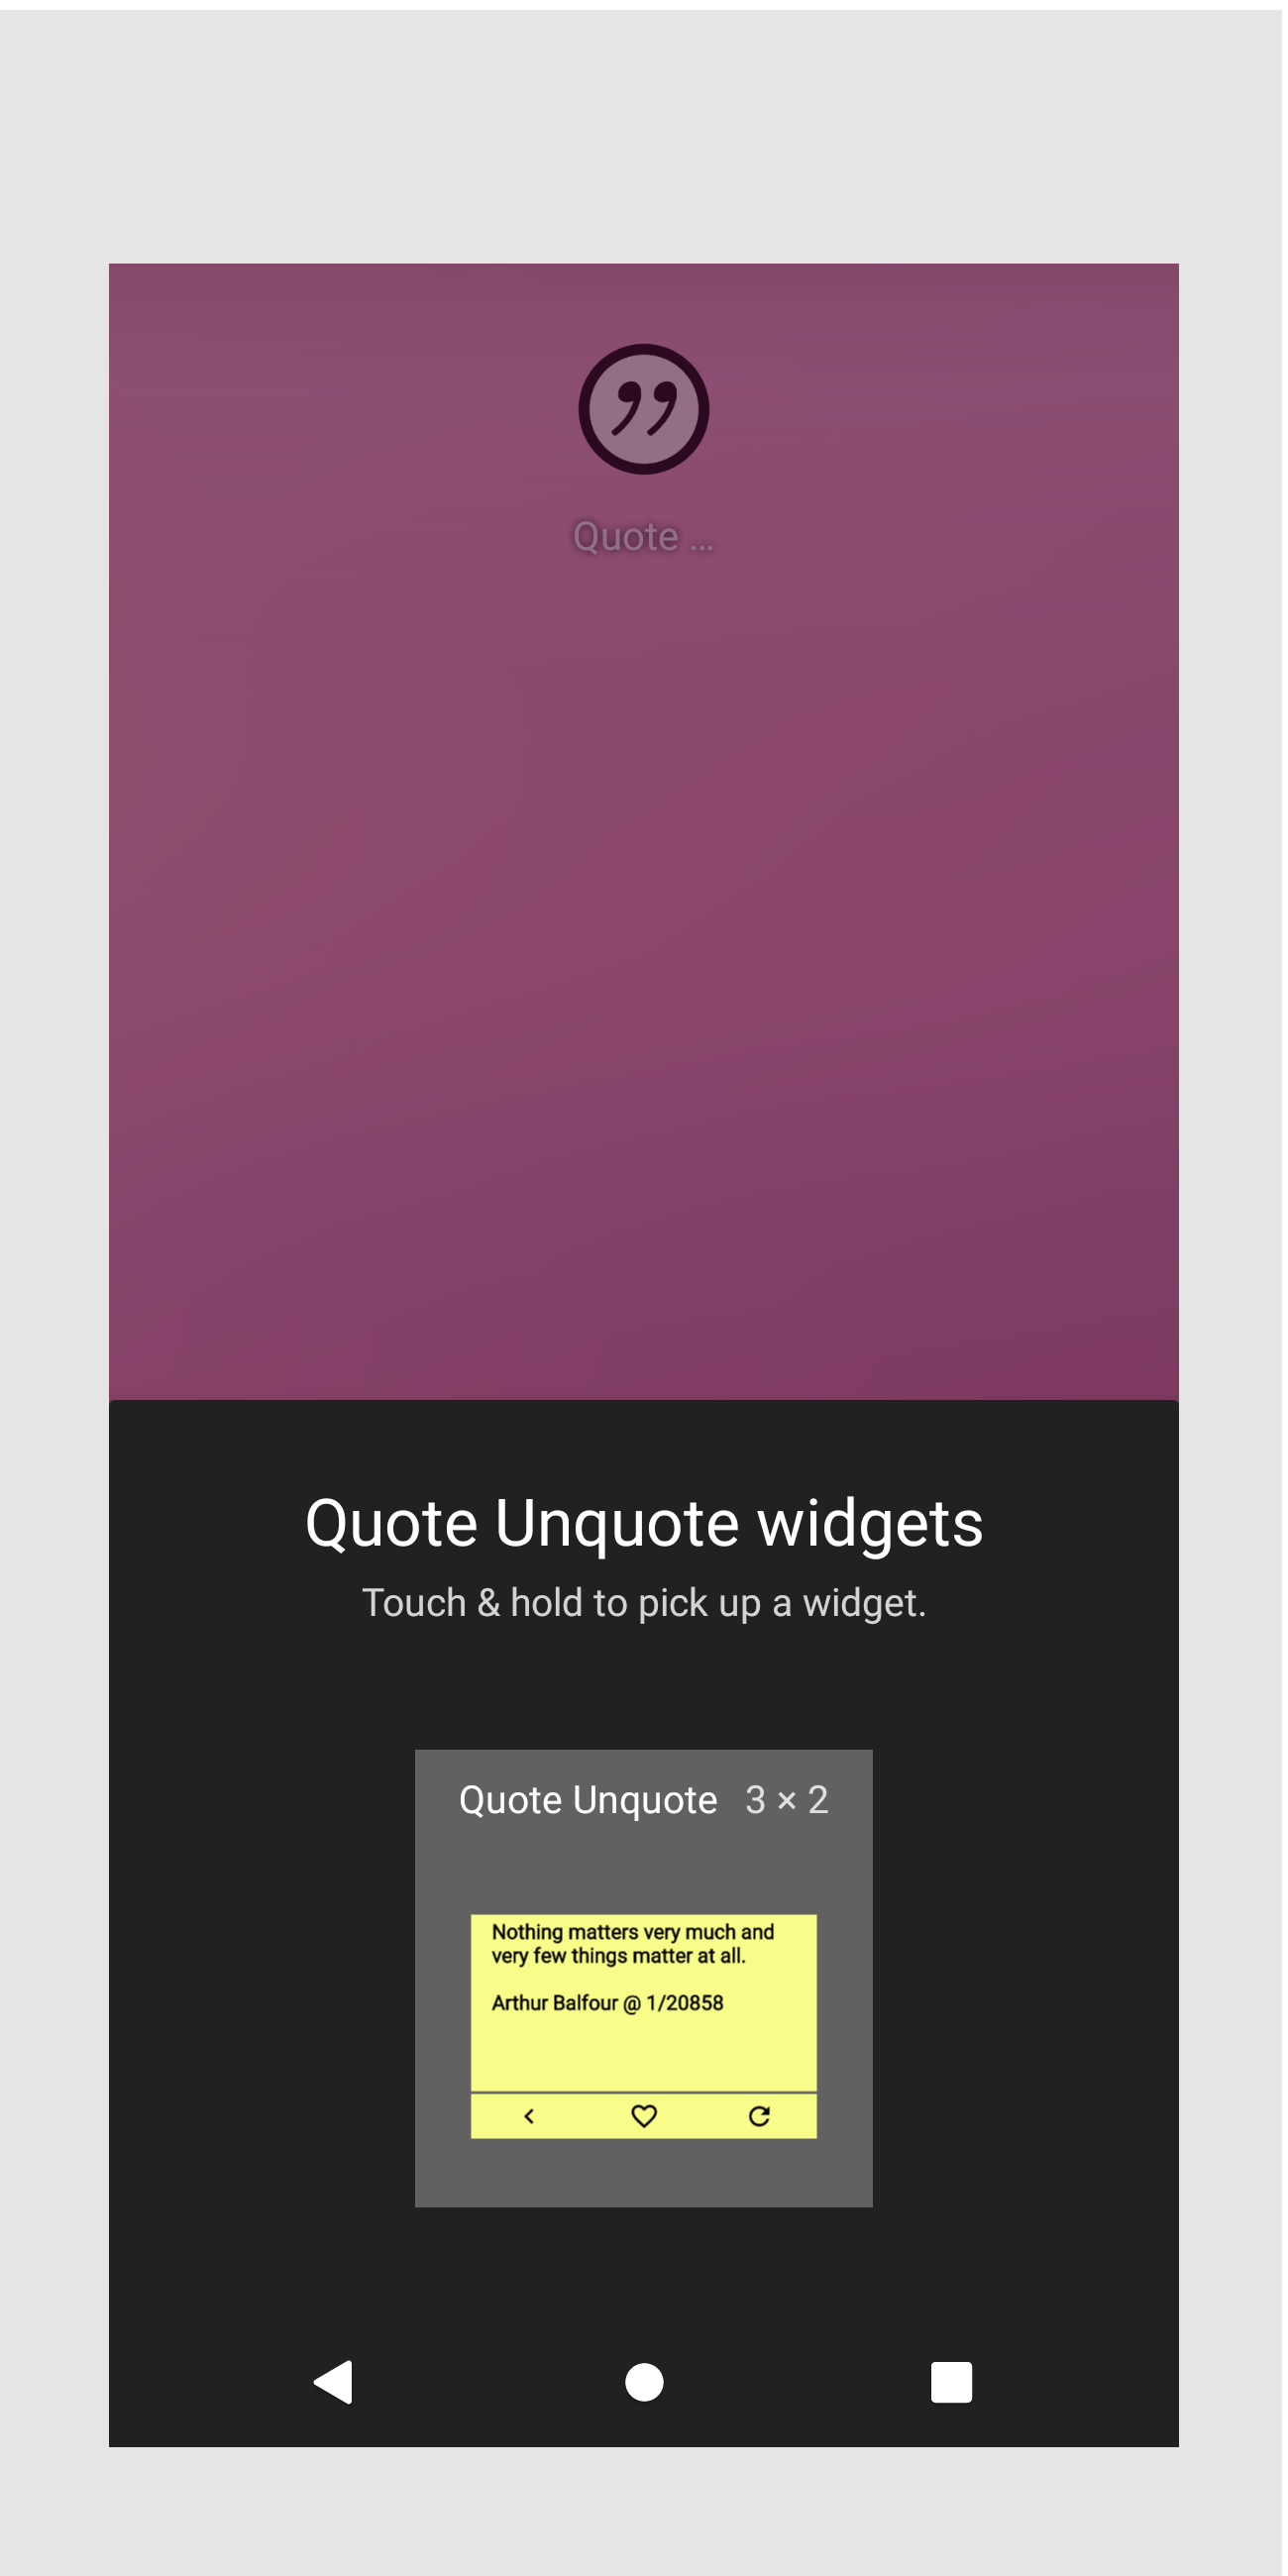 Quote ...
Quote Unquote widgets
Touch & hold to pick up a widget.
Quote Unquote 3 × 2
Nothing matters very much and
very few things matter at all.
Arthur Balfour @ 1/20858